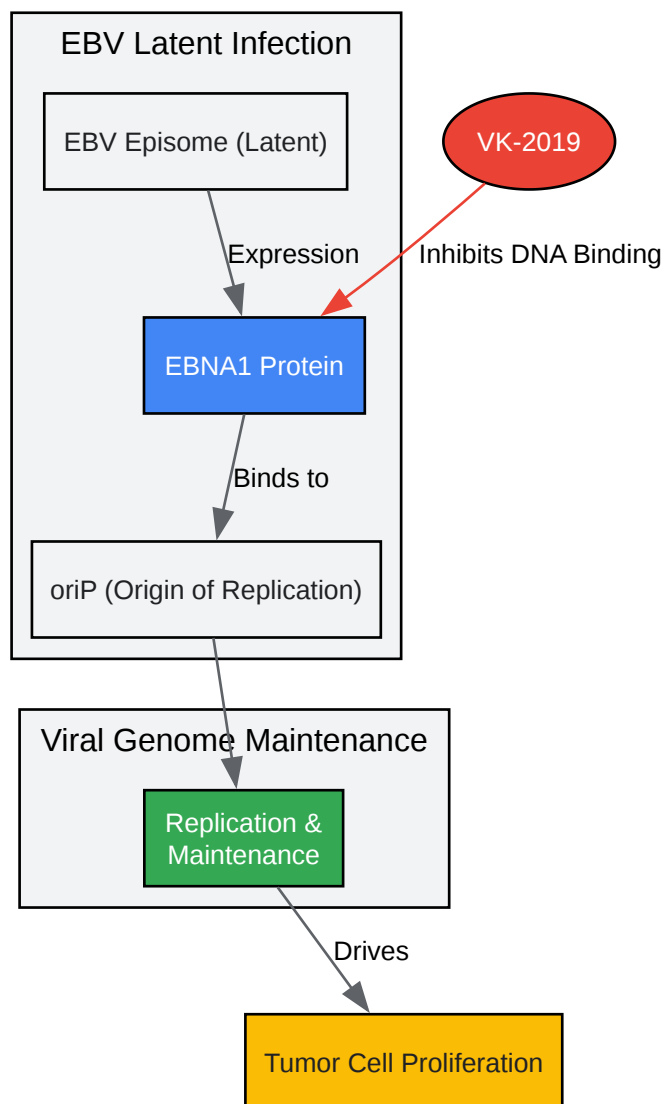 EBV Latent Infection
EBV Episome (Latent)
VK-2019
Expression
Inhibits DNA Binding
EBNA1 Protein
Binds to
oriP (Origin of Replication)
Viral Genome Maintenance
Replication &
Maintenance
Drives
Tumor Cell Proliferation